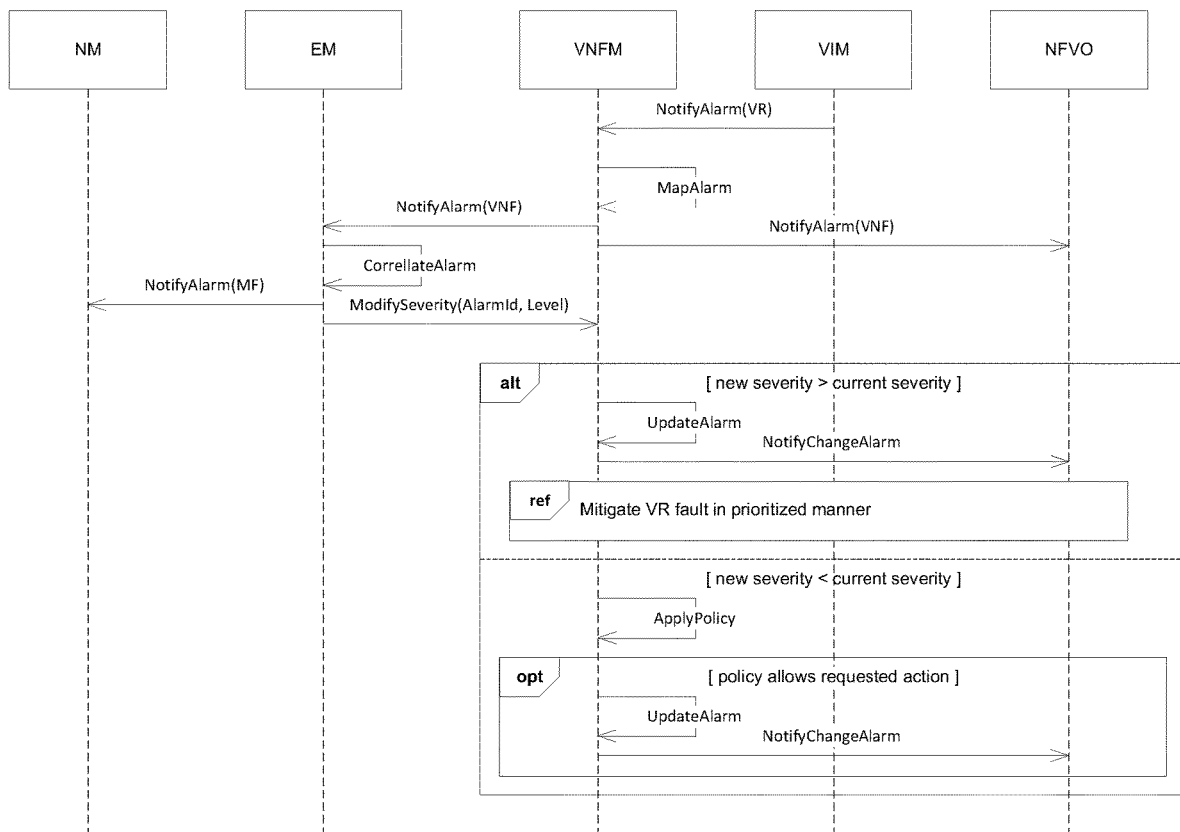 NM
EM
VNFM
VIM
NFVO
NotifyAlarm(VR)
MapAlarm
NotifyAlarm(VNF)
NotifyAlarm(VNF)
CorrellateAlarm
NotifyAlarm(MF)
ModifySeverity(AlarmId, Level)
alt
[ new severity > current severity ]
UpdateAlarm
NotifyChangeAlarm
ref
Mitigate VR fault in prioritized manner
[ new severity < current severity ]
ApplyPolicy
opt
[ policy allows requested action ]
UpdateAlarm
NotifyChangeAlarm